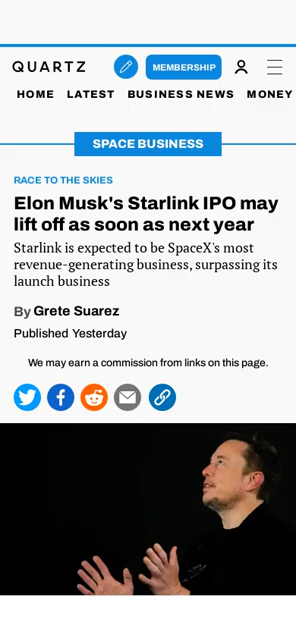 QUARTZ
MEMBERSHIP
HOME LATEST BUSINESS NEWS MONEY
SPACE BUSINESS
RACE TO THE SKIES
Elon Musk's Starlink IPO may
lift off as soon as next year
Starlink is expected to be SpaceX's most
revenue-generating business, surpassing its
launch business
By Grete Suarez
Published Yesterday
We may earn a commission from links on this page.